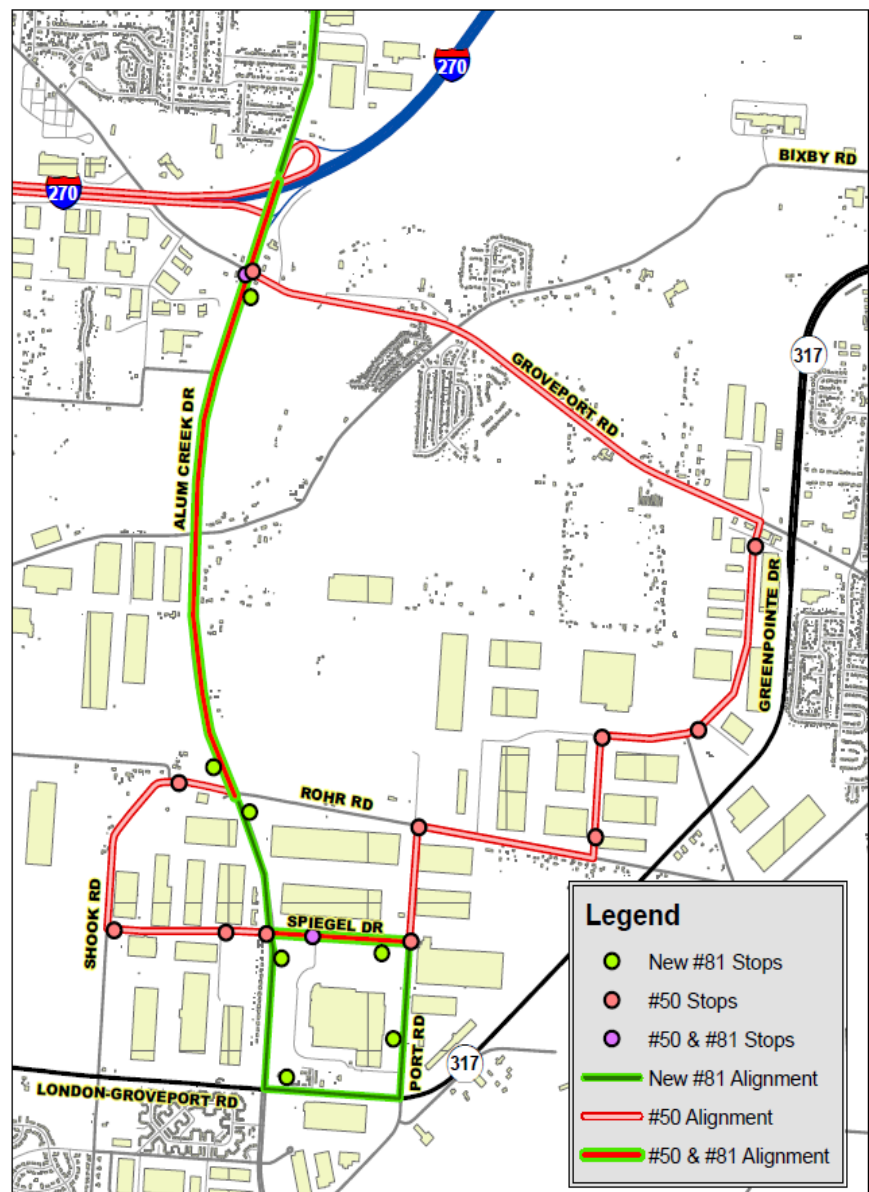 270
BIXBY RD
270
317
GROVEPORT RD
ALUM CREEK DR
GREENPOINTE DR
ROHR RD
SHOOK RD
SPIEGEL DR
PORT RD
317
LONDON-GROVEPORT RD
Legend
New #81 Stops
#50 Stops
#50 & #81 Stops
New #81 Alignment
#50 Alignment
#50 & #81 Alignment